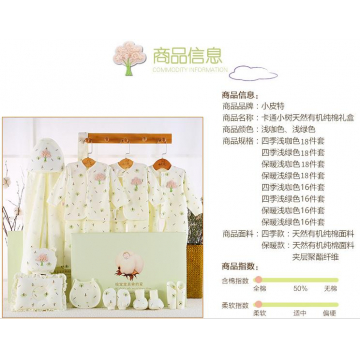 商品信息
COMMODITY INFORMATION
商品信息：
商品品牌：小皮特
商品名称：卡通小树天然有机纯棉礼盒
商品颜色：浅咖色、浅绿色
商品规格：四季浅咖色18件套
四季浅绿色18件套
保暖浅咖色18件套
保暖浅绿色18件套
四季浅咖色16件套
四季浅绿色16件套
保暖浅咖色16件套
保暖浅绿色16件套
商品面料：四季款：天然有机纯棉面料
保暖款：天然有机纯棉面料
夹层聚酯纤维
商品指数：
含棉指数
全棉 50% 无棉
柔软指数
柔软 适中 偏硬